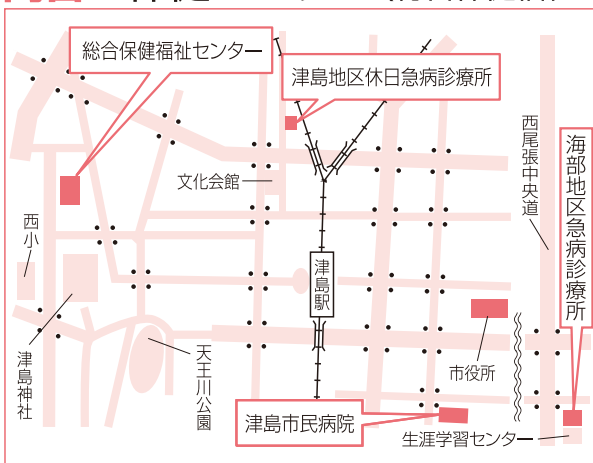 総合保健福祉センター
津島地区休日急病診療所
西尾張中央道
海部地区急病診療所
文化会館
西小
津島駅
市役所
津島神社
天王川公園
津島市民病院
生涯学習センター